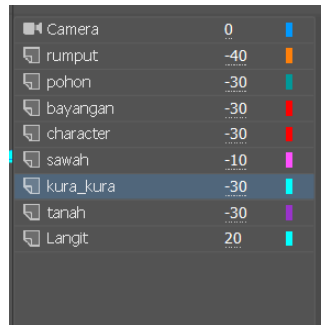 Camera 0
rumput -40
pohon -30
bayangan -30
character -30
sawah -10
kura_kura -30
tanah -30
Langit 20